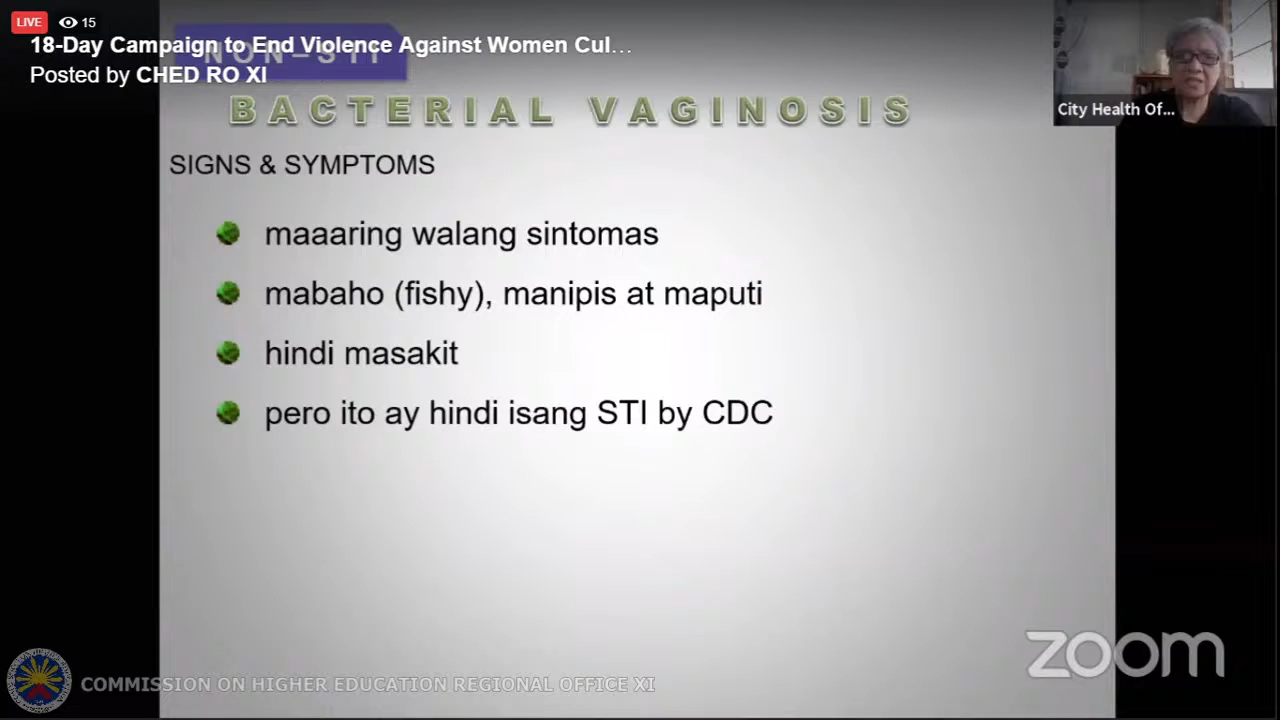 LIVE 15
18-Day Campaign to End Violence Against Women Cul...
NON-STI
Posted by CHED RO XI
City Health Of...
BACTERIAL VAGINOSIS
SIGNS & SYMPTOMS
maaaring walang sintomas
mabaho (fishy), manipis at maputi
hindi masakit
pero ito ay hindi isang STI by CDC
zoom
COMMISSION ON HIGHER EDUCATION REGIONAL OFFICE XI